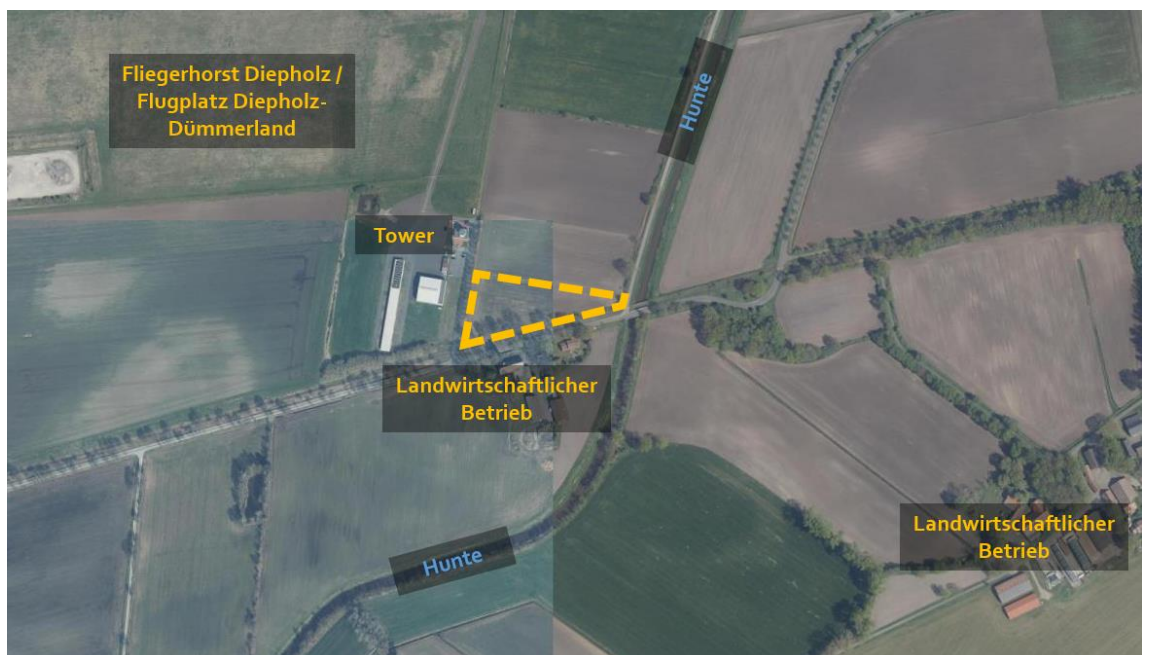 Fliegerhorst Diepholz /
Flugplatz Diepholz-
Dümmerland
Hunte
Tower
Landwirtschaftlicher
Betrieb
Hunte
Landwirtschaftlicher
Betrieb